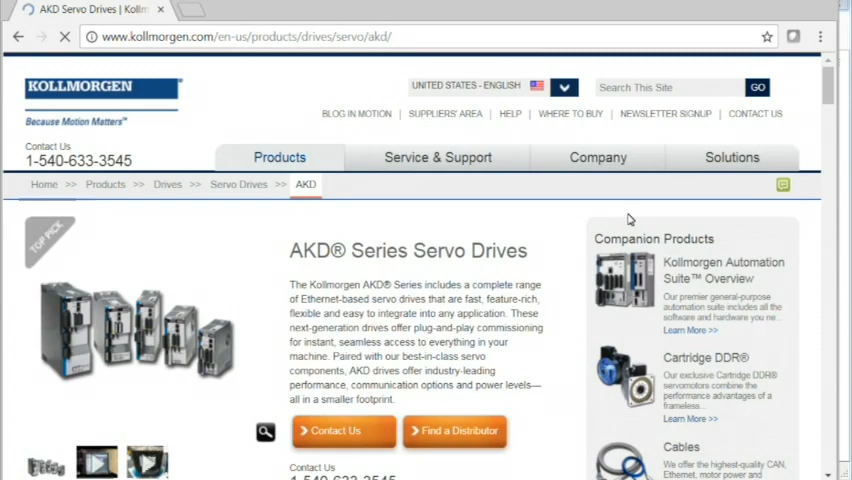 AKD Servo Drives | Kollm
www.kollmorgen.com/en-us/products/drives/servo/akd/
KOLLMORGEN
Because Motion Matters™
UNITED STATES - ENGLISH
Search This Site
GO
BLOG IN MOTION | SUPPLIERS' AREA | HELP | WHERE TO BUY | NEWSLETTER SIGNUP | CONTACT US
Contact Us
1-540-633-3545
Products
Service & Support
Company
Solutions
Home >> Products >> Drives >> Servo Drives >> AKD
TOP PICK
AKD® Series Servo Drives
The Kollmorgen AKD® Series includes a complete range
of Ethernet-based servo drives that are fast, feature-rich,
flexible and easy to integrate into any application. These
next-generation drives offer plug-and-play commissioning
for instant, seamless access to everything in your
machine. Paired with our best-in-class servo
components, AKD drives offer industry-leading
performance, communication options and power levels—
all in a smaller footprint.
Contact Us
Find a Distributor
Contact Us
1-540-633-3545
Companion Products
Kollmorgen Automation
Suite™ Overview
Our premier general-purpose
automation suite includes all the
software and hardware you ne...
Learn More >>
Cartridge DDR®
Our exclusive Cartridge DDR®
servomotors combine the
performance advantages of a
frameless...
Learn More >>
Cables
We offer the highest-quality CAN,
Ethernet, motor power and